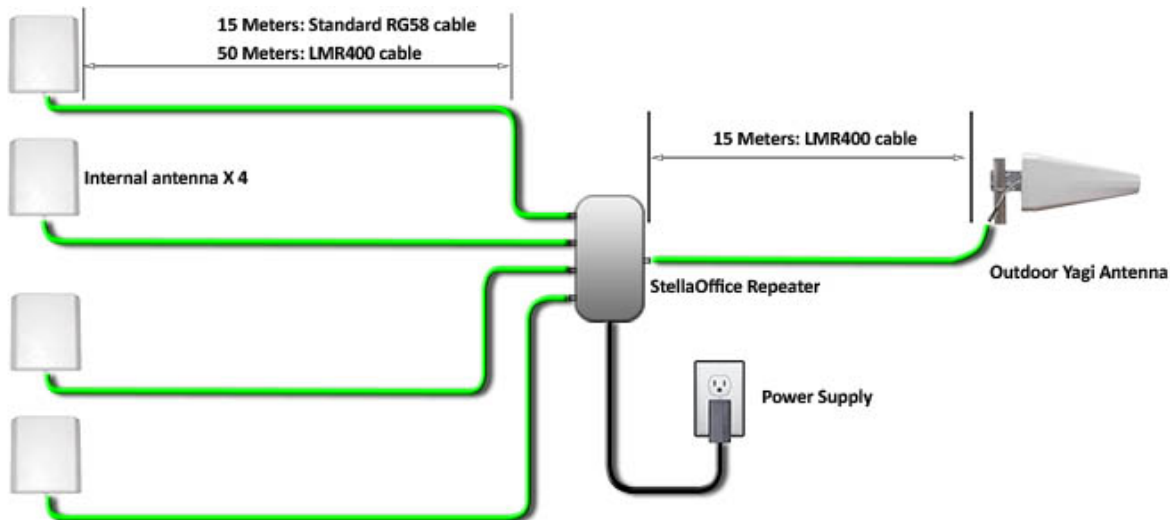 15 Meters: Standard RG58 cable
50 Meters: LMR400 cable
15 Meters: LMR400 cable
Internal antenna X 4
StellaOffice Repeater
Outdoor Yagi Antenna
Power Supply